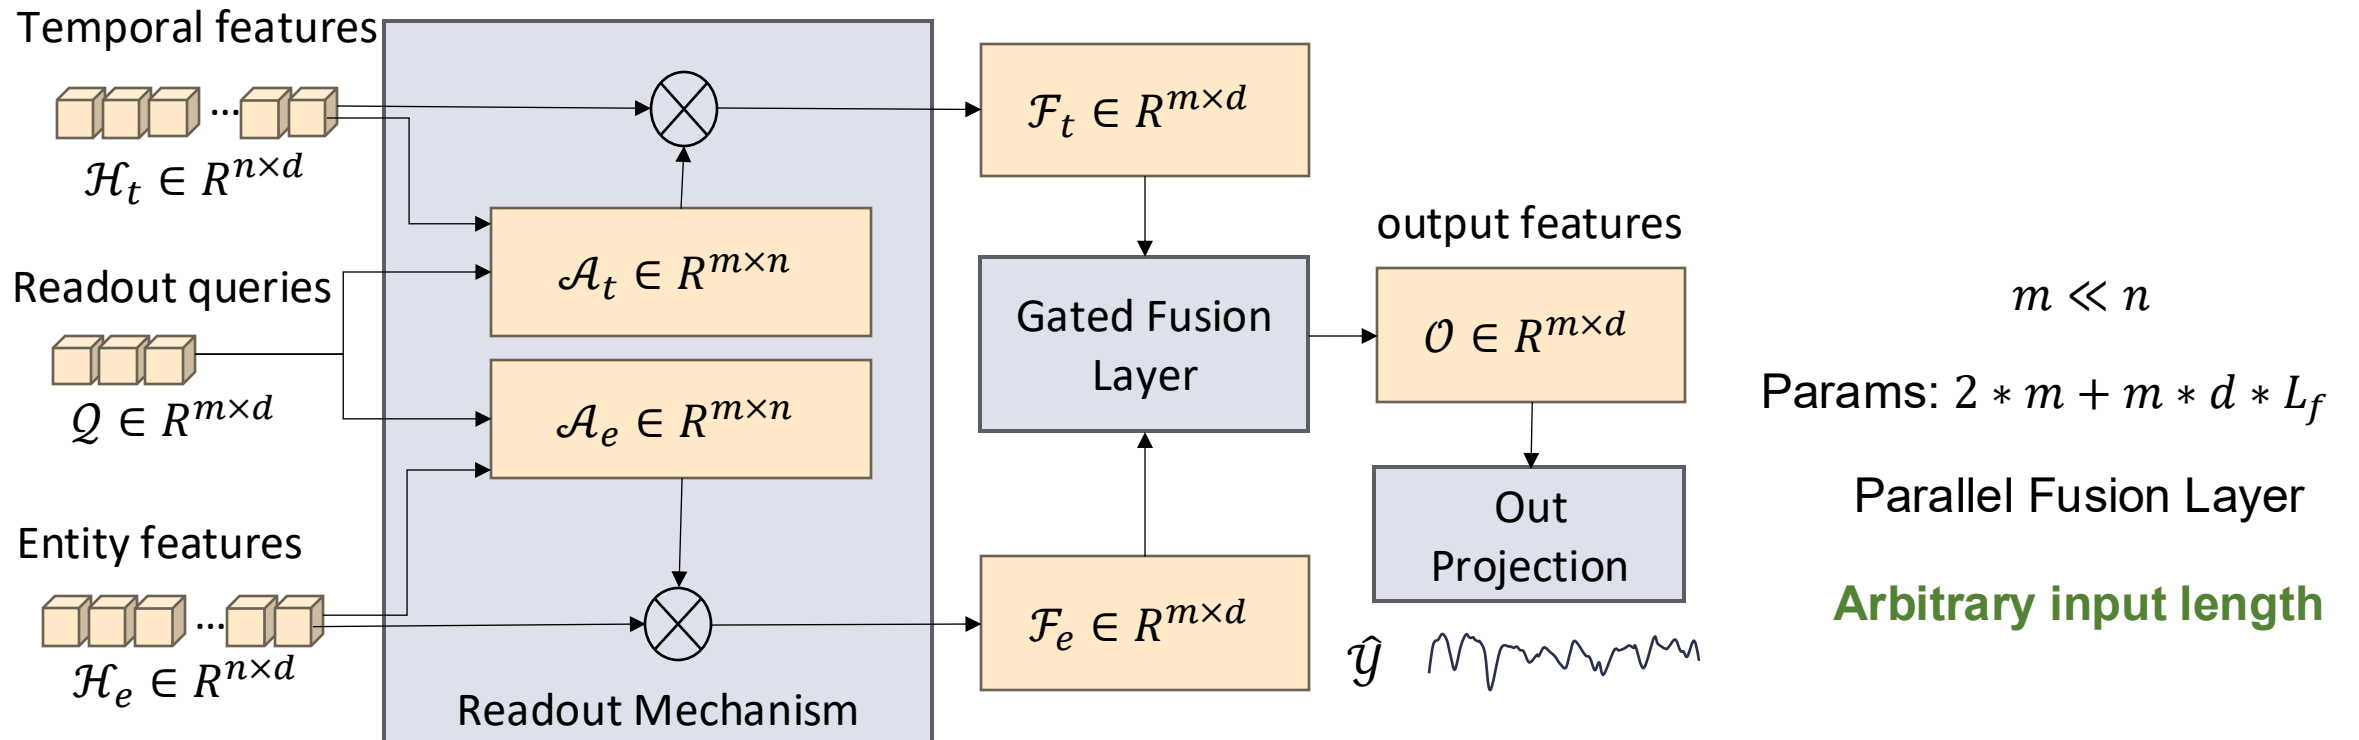 Temporal features
...
ℋ_t ∈ R^{n×d}
Readout queries
𝒬 ∈ R^{m×d}
Entity features
...
ℋ_e ∈ R^{n×d}
𝒜_t ∈ R^{m×n}
𝒜_e ∈ R^{m×n}
Readout Mechanism
ℱ_t ∈ R^{m×d}
Gated Fusion
Layer
ℱ_e ∈ R^{m×d}
output features
𝒪 ∈ R^{m×d}
Out
Projection
𝒴̂
m ≪ n
Params: 2 * m + m * d * L_f
Parallel Fusion Layer
Arbitrary input length